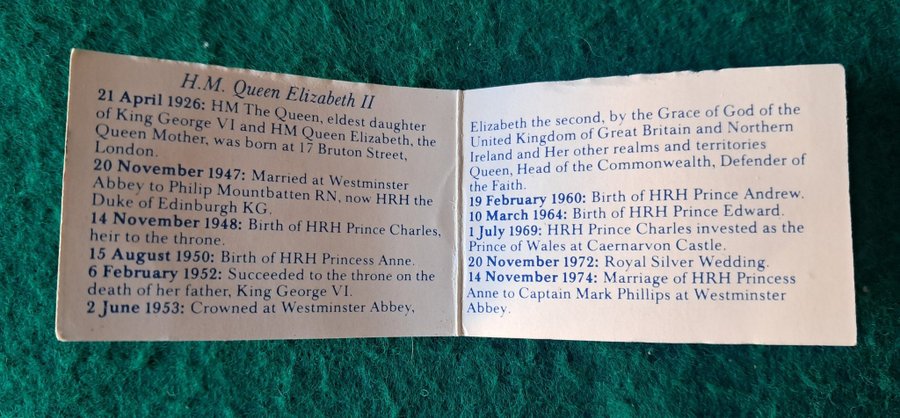 H.M. Queen Elizabeth II
21 April 1926: HM The Queen, eldest daughter
of King George VI and HM Queen Elizabeth, the
Queen Mother, was born at 17 Bruton Street,
London.
20 November 1947: Married at Westminster
Abbey to Philip Mountbatten RN, now HRH the
Duke of Edinburgh KG.
14 November 1948: Birth of HRH Prince Charles,
heir to the throne.
15 August 1950: Birth of HRH Princess Anne.
6 February 1952: Succeeded to the throne on the
death of her father, King George VI.
2 June 1953: Crowned at Westminster Abbey,
Elizabeth the second, by the Grace of God of the
United Kingdom of Great Britain and Northern
Ireland and Her other realms and territories
Queen, Head of the Commonwealth, Defender of
the Faith.
19 February 1960: Birth of HRH Prince Andrew.
10 March 1964: Birth of HRH Prince Edward.
1 July 1969: HRH Prince Charles invested as the
Prince of Wales at Caernarvon Castle.
20 November 1972: Royal Silver Wedding.
14 November 1974: Marriage of HRH Princess
Anne to Captain Mark Phillips at Westminster
Abbey.